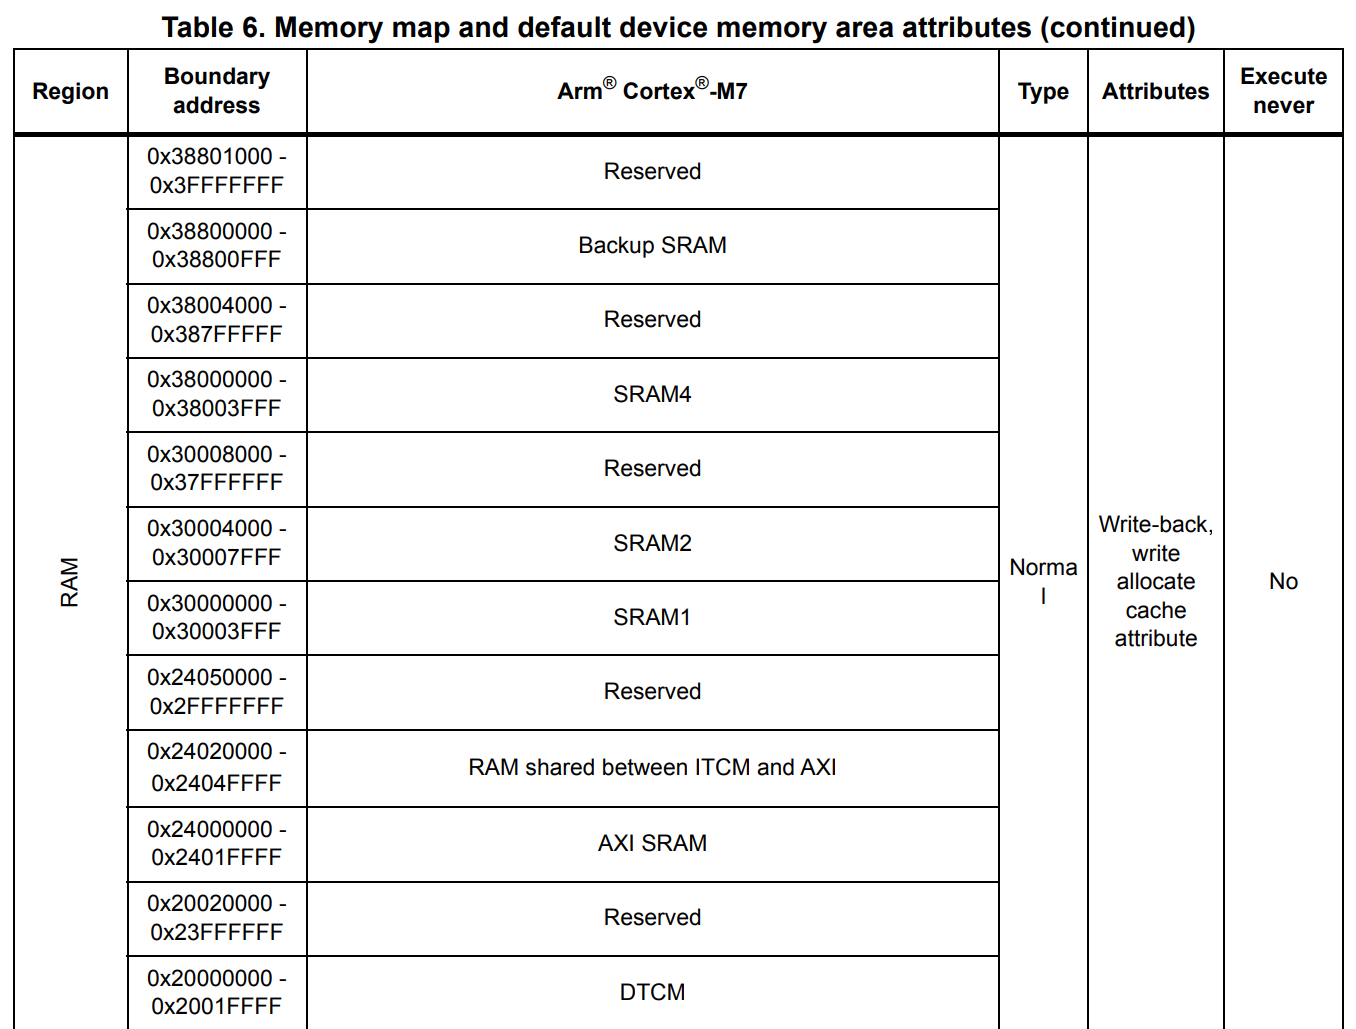 Table 6. Memory map and default device memory area attributes (continued)
Region
Boundary
address
Arm® Cortex®-M7
Type
Attributes
Execute
never
RAM
0x38801000 -
0x3FFFFFFF
Reserved
0x38800000 -
0x38800FFF
Backup SRAM
0x38004000 -
0x387FFFFF
Reserved
0x38000000 -
0x38003FFF
SRAM4
0x30008000 -
0x37FFFFFF
Reserved
0x30004000 -
0x30007FFF
SRAM2
0x30000000 -
0x30003FFF
SRAM1
0x24050000 -
0x2FFFFFFF
Reserved
0x24020000 -
0x2404FFFF
RAM shared between ITCM and AXI
0x24000000 -
0x2401FFFF
AXI SRAM
0x20020000 -
0x23FFFFFF
Reserved
0x20000000 -
0x2001FFFF
DTCM
Norma
l
Write-back,
write
allocate
cache
attribute
No